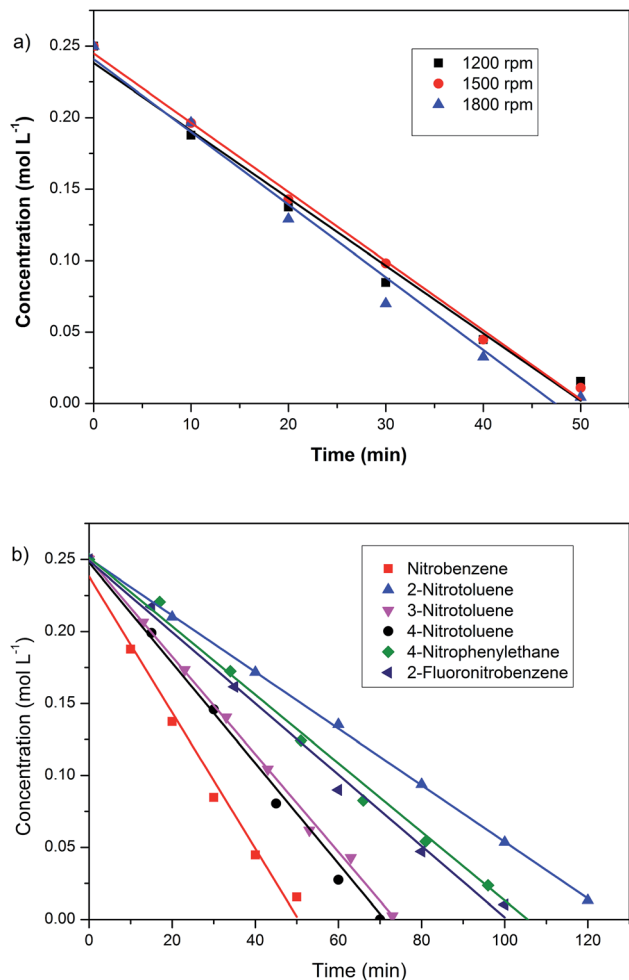 a)
0.25
0.20
0.15
0.10
0.05
0.00
Concentration (mol L⁻¹)
1200 rpm
1500 rpm
1800 rpm
0 10 20 30 40 50
Time (min)
b)
0.25
0.20
0.15
0.10
0.05
0.00
Concentration (mol L⁻¹)
Nitrobenzene
2-Nitrotoluene
3-Nitrotoluene
4-Nitrotoluene
4-Nitrophenylethane
2-Fluoronitrobenzene
0 20 40 60 80 100 120
Time (min)